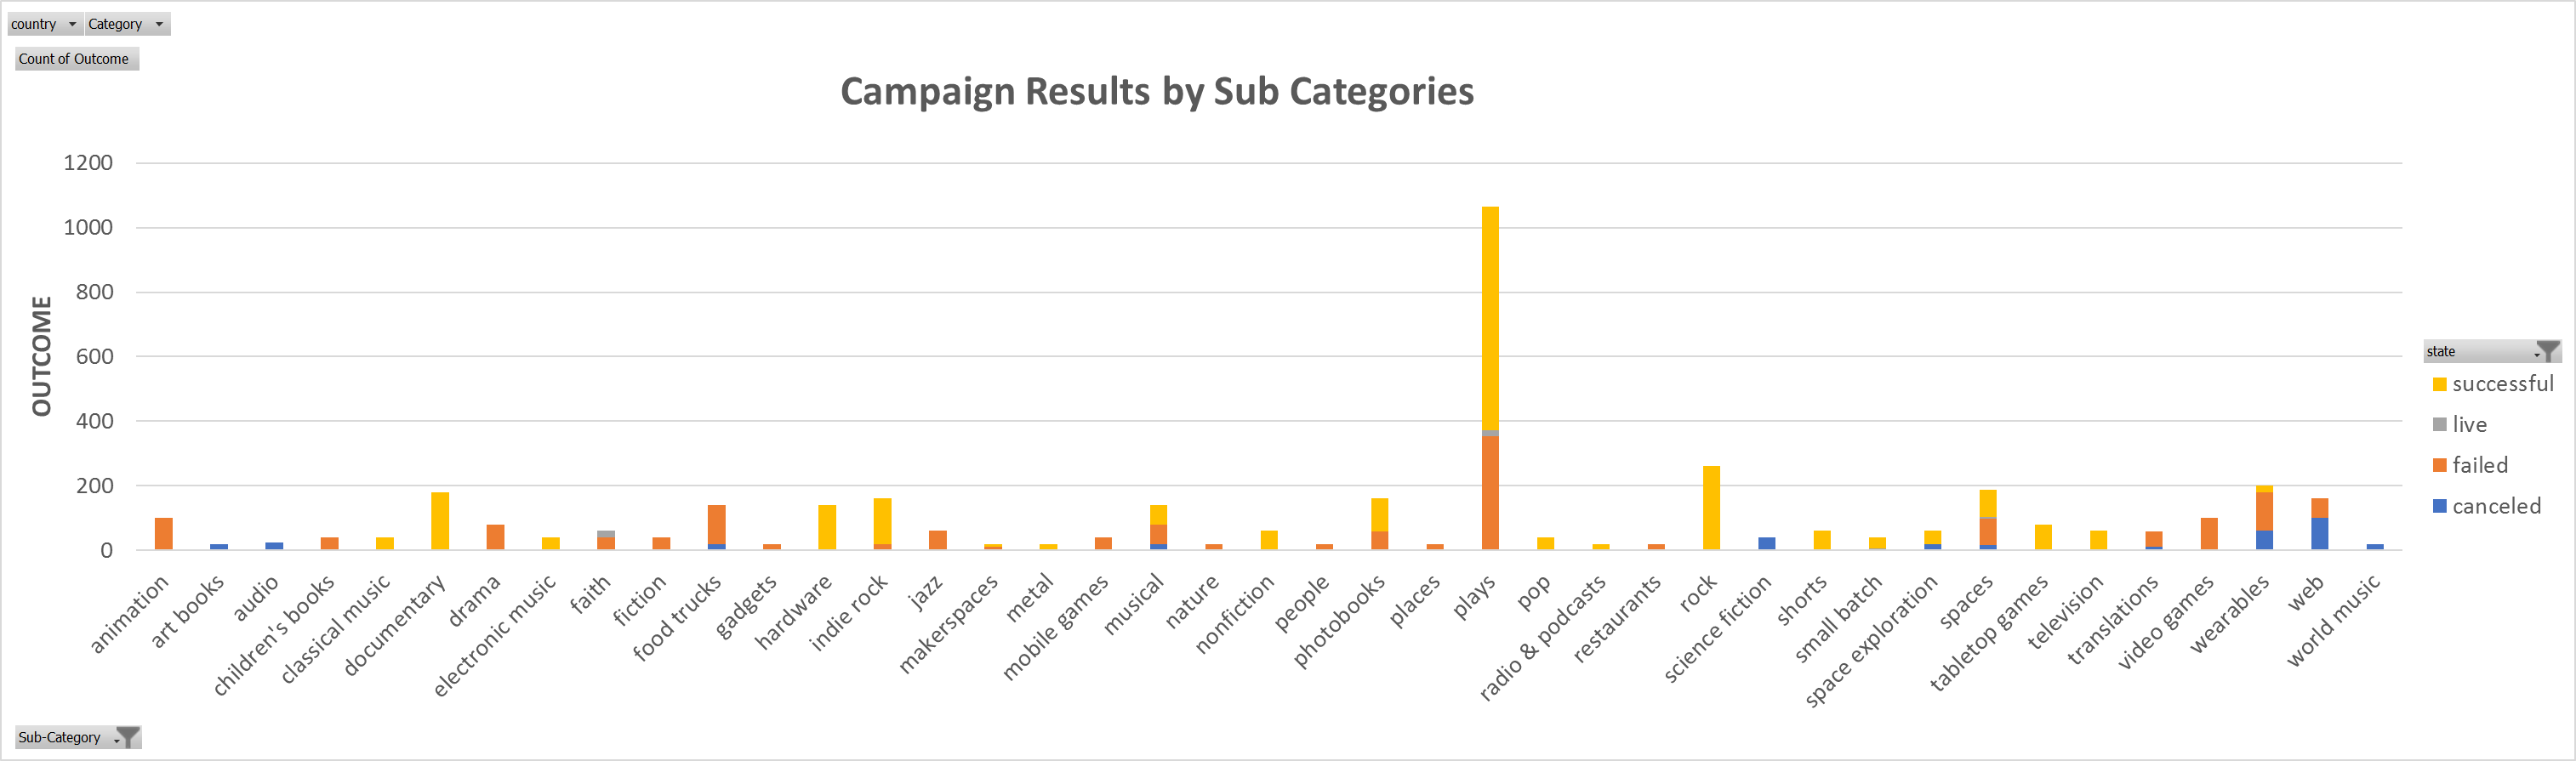 country Category
Count of Outcome
Campaign Results by Sub Categories
1200
1000
800
600
400
200
0
OUTCOME
animation
art books
audio
children's books
classical music
documentary
drama
electronic music
faith
fiction
food trucks
gadgets
hardware
indie rock
jazz
makerspaces
metal
mobile games
musical
nature
nonfiction
people
photobooks
places
plays
pop
radio & podcasts
restaurants
rock
science fiction
shorts
small batch
space exploration
spaces
tabletop games
television
translations
video games
wearables
web
world music
state
successful
live
failed
canceled
Sub-Category